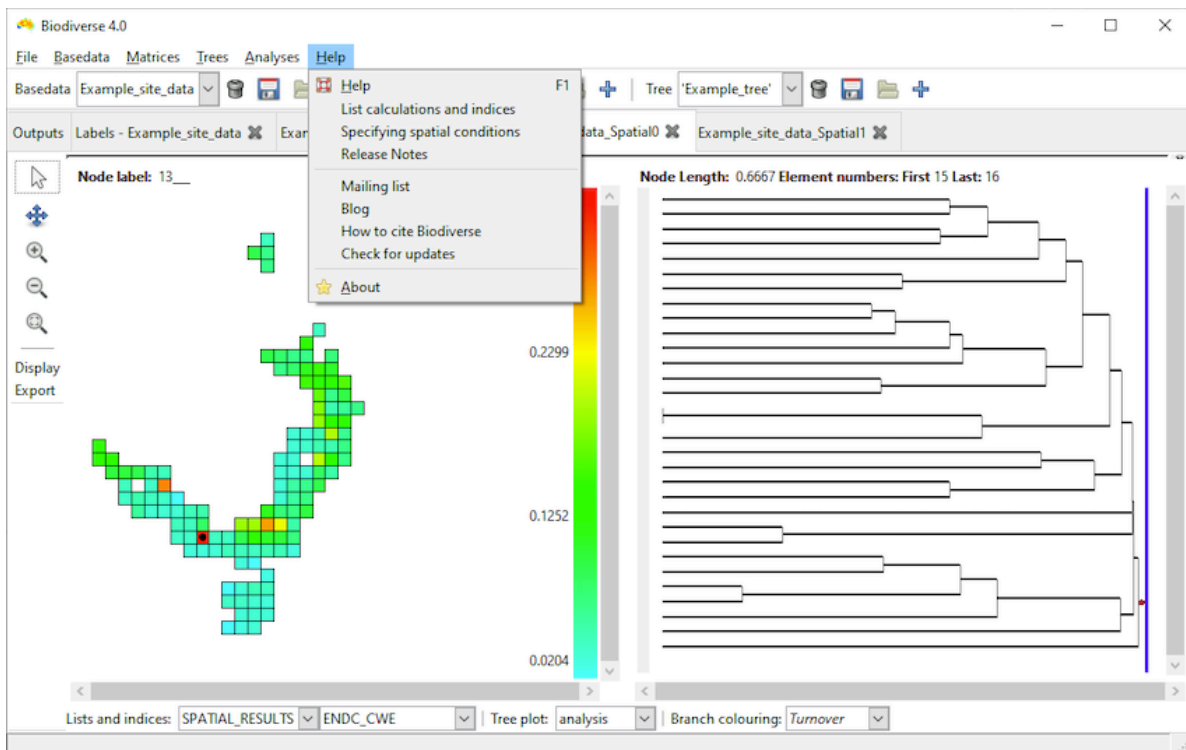 Biodiverse 4.0
File Basedata Matrices Trees Analyses Help
Basedata Example_site_data Tree 'Example_tree'
Outputs Labels - Example_site_data Exar data_Spatial0 Example_site_data_Spatial1
Help F1
List calculations and indices
Specifying spatial conditions
Release Notes
Mailing list
Blog
How to cite Biodiverse
Check for updates
About
Node label: 13__
Node Length: 0.6667 Element numbers: First 15 Last: 16
Display
Export
0.2299
0.1252
0.0204
Lists and indices: SPATIAL_RESULTS ENDC_CWE Tree plot: analysis Branch colouring: Turnover